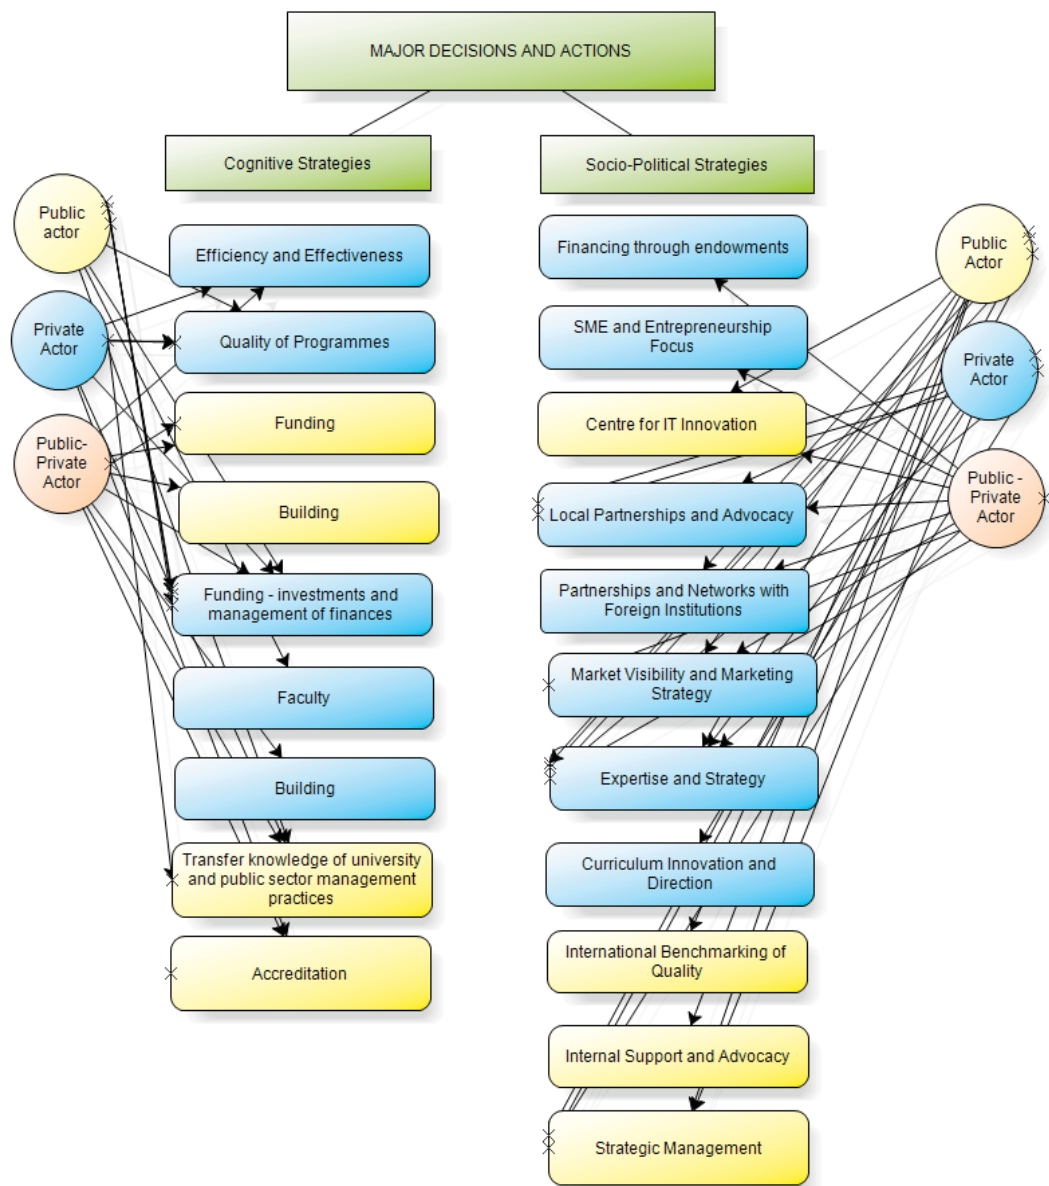 MAJOR DECISIONS AND ACTIONS
Cognitive Strategies
Socio-Political Strategies
Public
actor
Private
Actor
Public-
Private
Actor
Efficiency and Effectiveness
Quality of Programmes
Funding
Building
Funding - investments and
management of finances
Faculty
Building
Transfer knowledge of university
and public sector management
practices
Accreditation
Financing through endowments
SME and Entrepreneurship
Focus
Centre for IT Innovation
Local Partnerships and Advocacy
Partnerships and Networks with
Foreign Institutions
Market Visibility and Marketing
Strategy
Expertise and Strategy
Curriculum Innovation and
Direction
International Benchmarking of
Quality
Internal Support and Advocacy
Strategic Management
Public
Actor
Private
Actor
Public -
Private
Actor